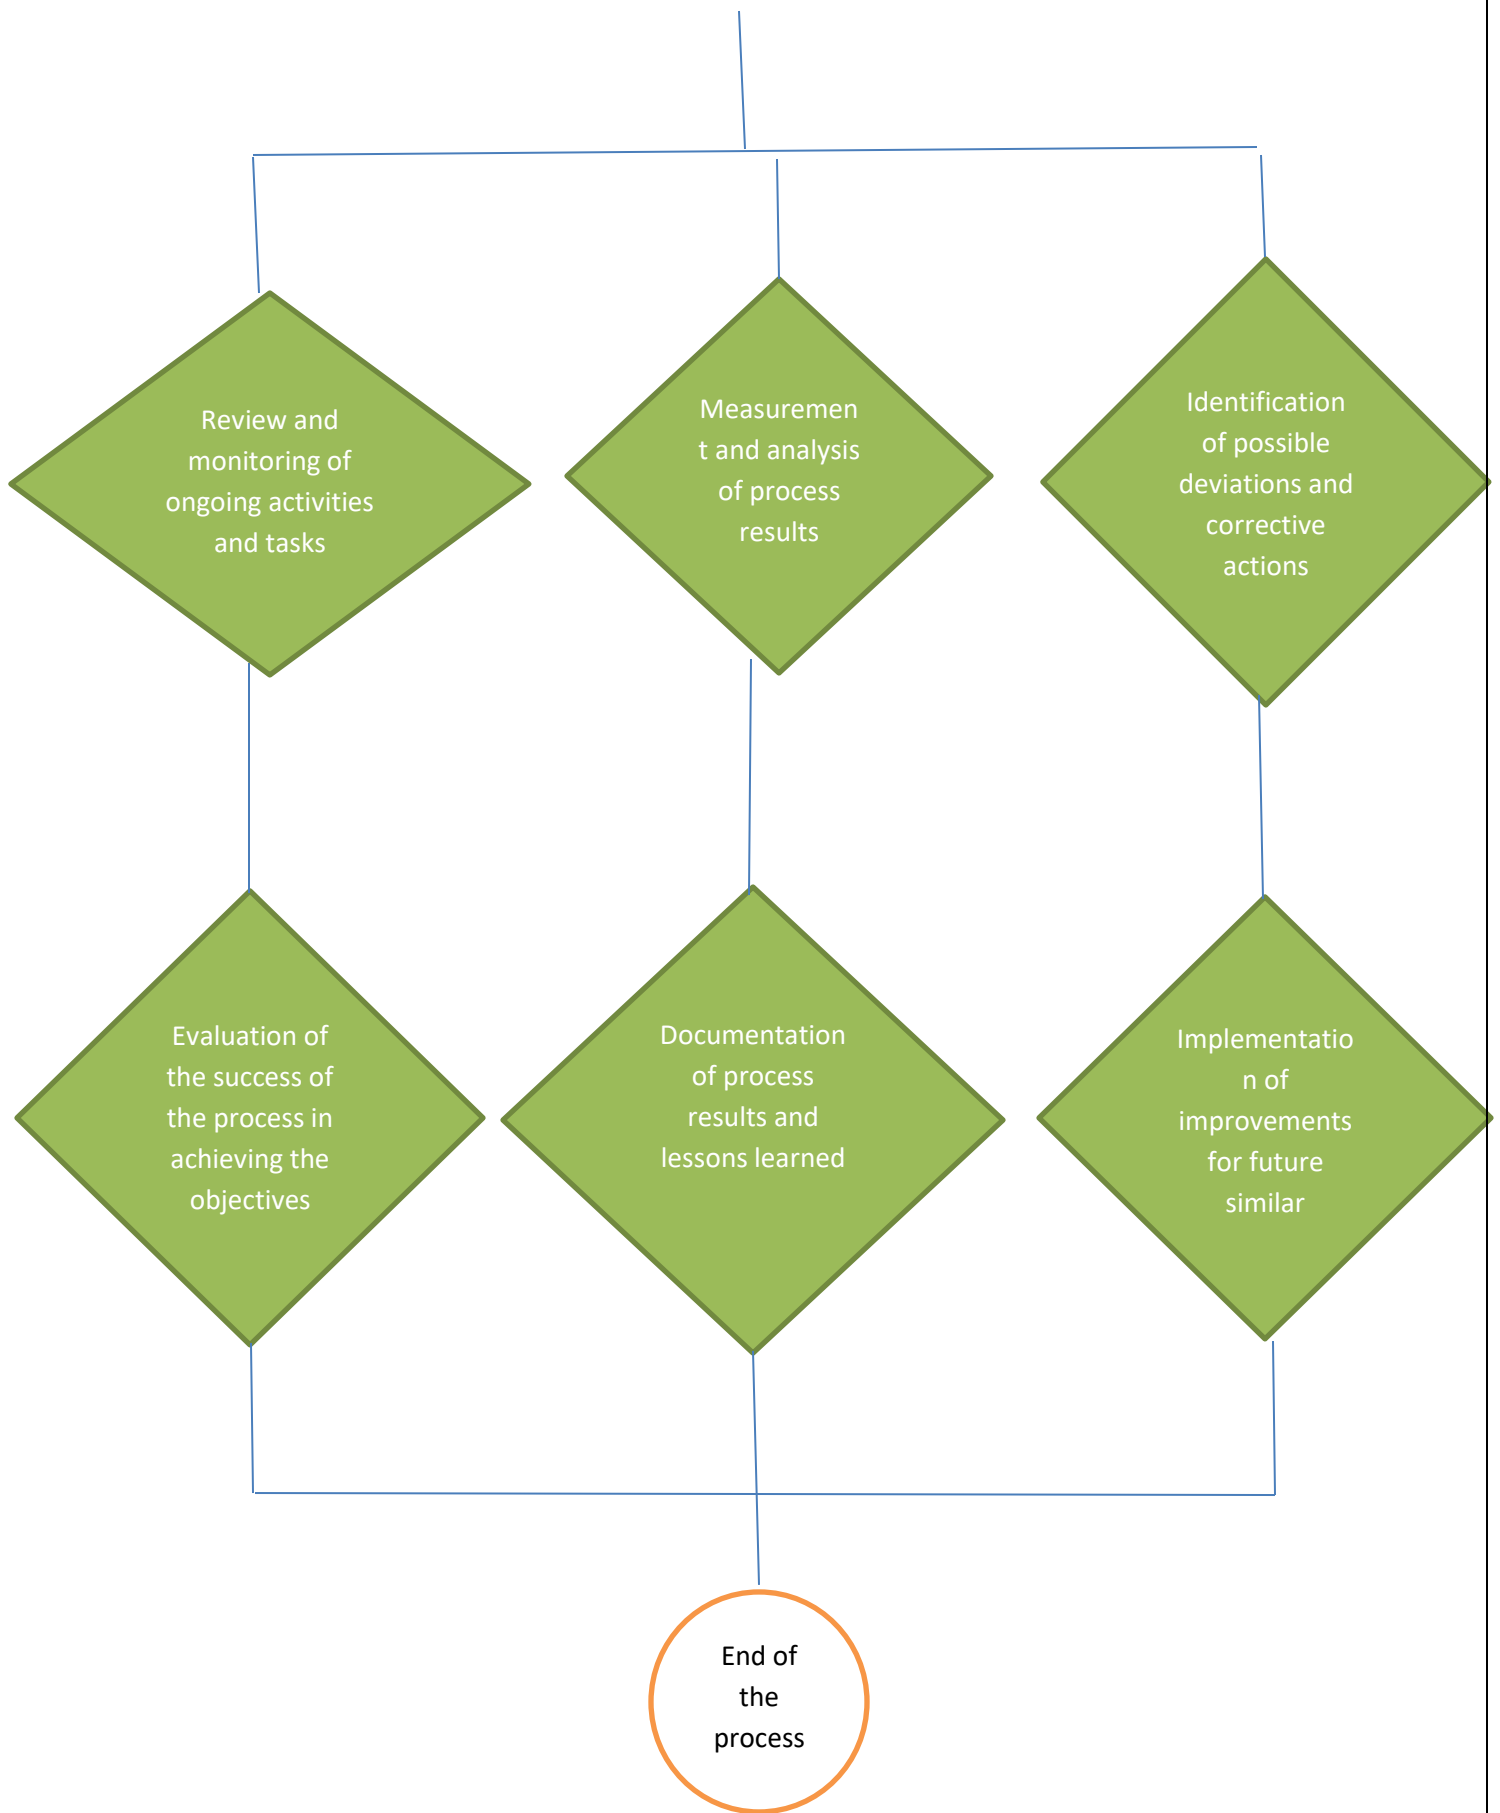 Review and
monitoring of
ongoing activities
and tasks
Measuremen
t and analysis
of process
results
Identification
of possible
deviations and
corrective
actions
Evaluation of
the success of
the process in
achieving the
objectives
Documentation
of process
results and
lessons learned
Implementatio
n of
improvements
for future
similar
End of
the
process